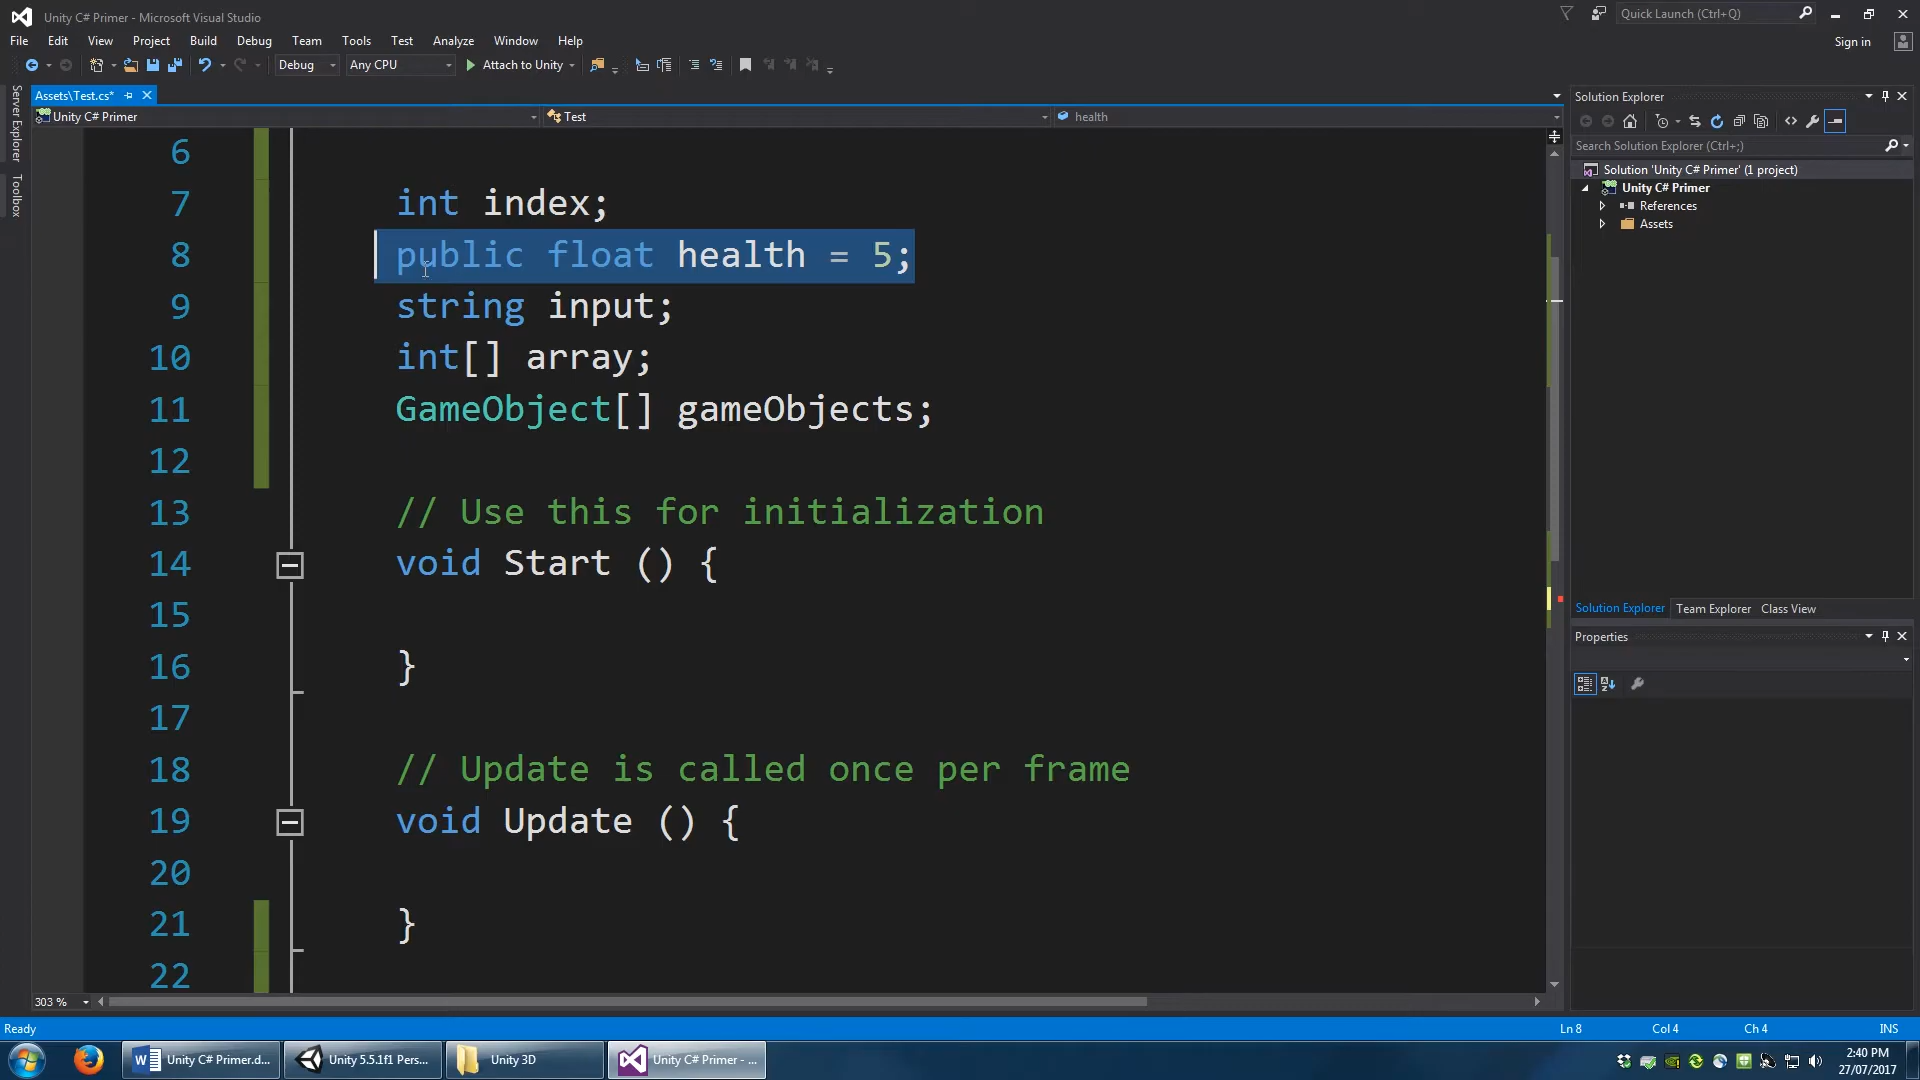 Unity C# Primer - Microsoft Visual Studio
Quick Launch (Ctrl+Q)
File Edit View Project Build Debug Team Tools Test Analyze Window Help
Sign in
Debug Any CPU Attach to Unity
Server Explorer
Toolbox
Assets\Test.cs*
Unity C# Primer Test health
6
7 int index;
8 public float health = 5;
9 string input;
10 int[] array;
11 GameObject[] gameObjects;
12
13 // Use this for initialization
14 void Start () {
15
16 }
17
18 // Update is called once per frame
19 void Update () {
20
21 }
22
303 %
Solution Explorer
Search Solution Explorer (Ctrl+;)
Solution 'Unity C# Primer' (1 project)
Unity C# Primer
References
Assets
Solution Explorer Team Explorer Class View
Properties
Ready Ln 8 Col 4 Ch 4 INS
Unity C# Primer.d... Unity 5.5.1f1 Pers... Unity 3D Unity C# Primer - ...
2:40 PM
27/07/2017